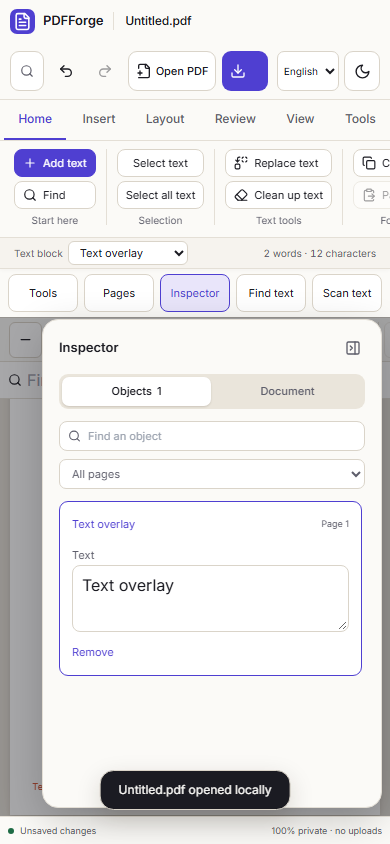 PDFForge
Untitled.pdf
Open PDF
English
Home Insert Layout Review View Tools
Add text Select text Replace text
Find Select all text Clean up text
Start here Selection Text tools
Text block Text overlay 2 words · 12 characters
Tools Pages Inspector Find text Scan text
Inspector
Objects 1 Document
Find an object
All pages
Text overlay Page 1
Text
Text overlay
Remove
Untitled.pdf opened locally
Unsaved changes 100% private · no uploads